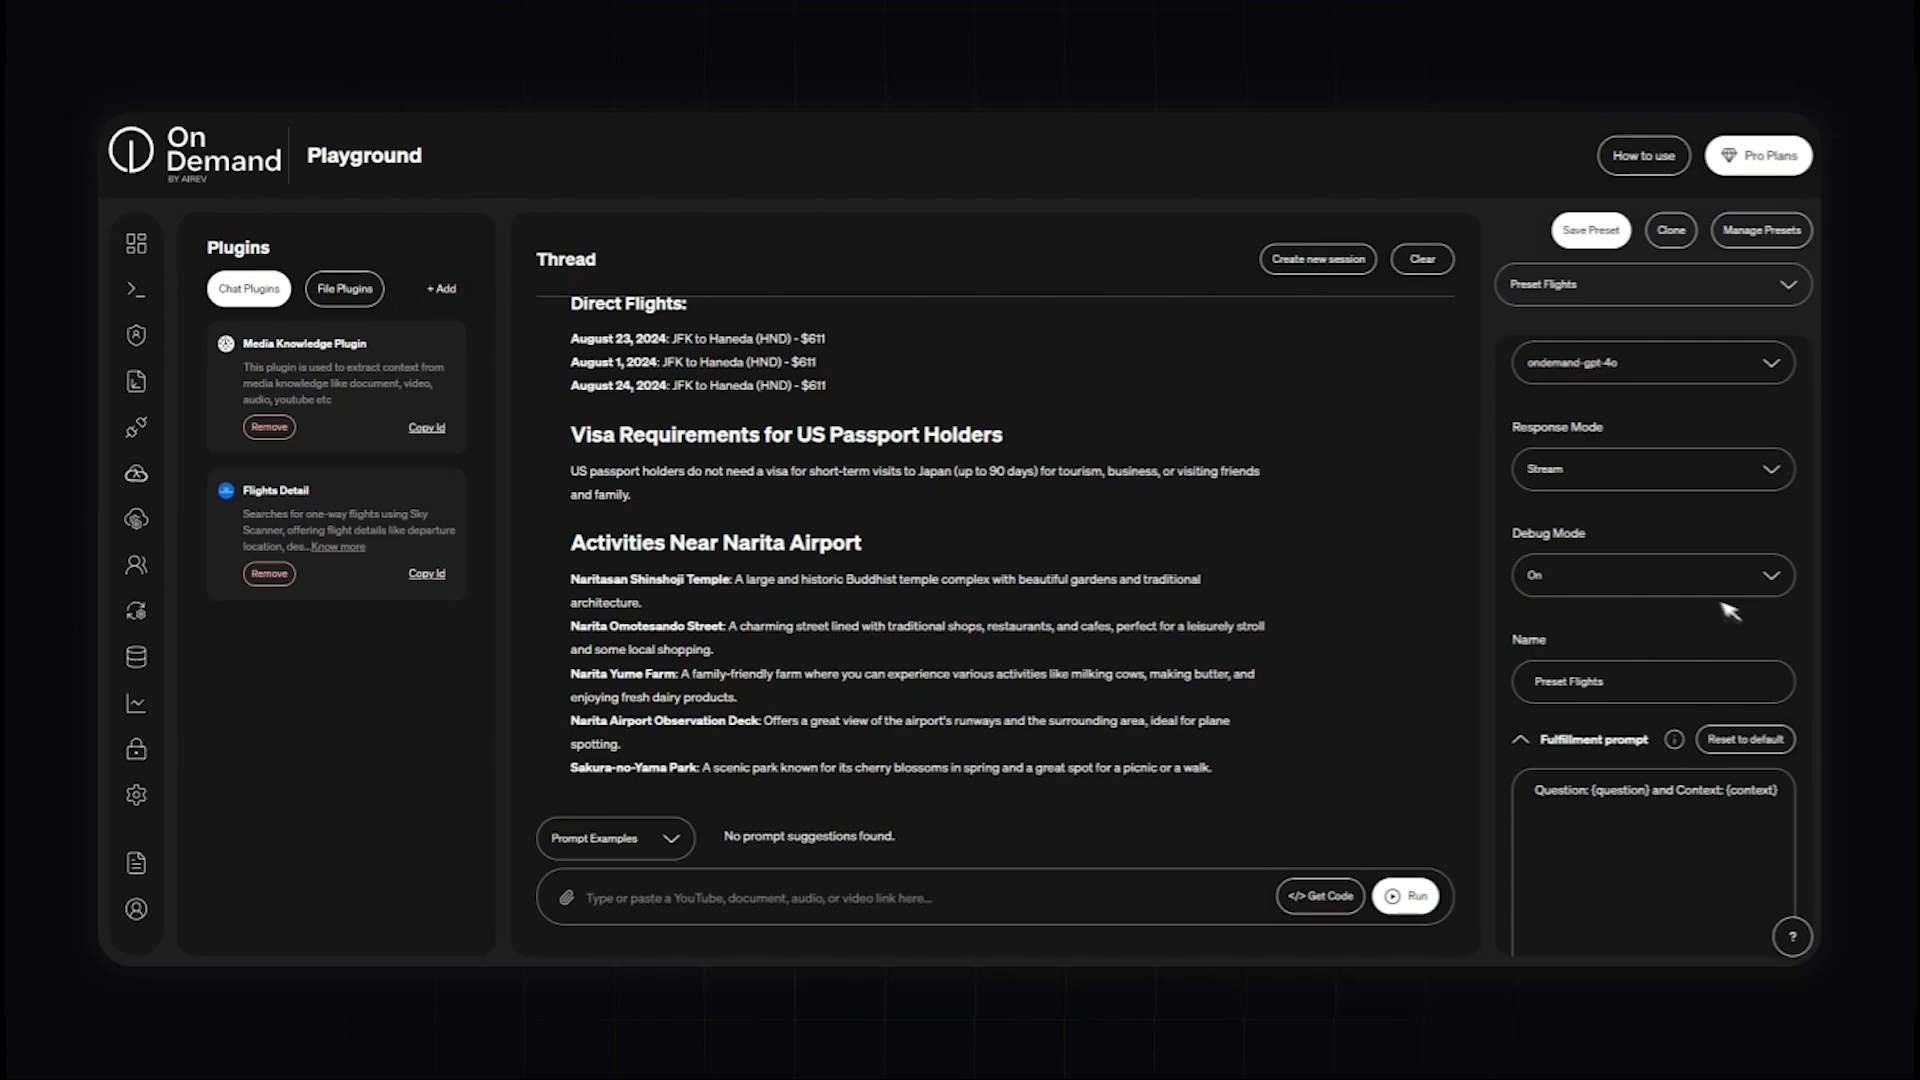 On
Demand
BY AIREV
Playground
How to use
Pro Plans
Plugins
Chat Plugins
File Plugins
+ Add
Media Knowledge Plugin
This plugin is used to extract context from
media knowledge like document, video,
audio, youtube etc
Remove
Copy Id
Flights Detail
Searches for one-way flights using Sky
Scanner, offering flight details like departure
location, des...Know more
Remove
Copy Id
Thread
Create new session
Clear
Direct Flights:
August 23, 2024: JFK to Haneda (HND) - $611
August 1, 2024: JFK to Haneda (HND) - $611
August 24, 2024: JFK to Haneda (HND) - $611
Visa Requirements for US Passport Holders
US passport holders do not need a visa for short-term visits to Japan (up to 90 days) for tourism, business, or visiting friends
and family.
Activities Near Narita Airport
Naritasan Shinshoji Temple: A large and historic Buddhist temple complex with beautiful gardens and traditional
architecture.
Narita Omotesando Street: A charming street lined with traditional shops, restaurants, and cafes, perfect for a leisurely stroll
and some local shopping.
Narita Yume Farm: A family-friendly farm where you can experience various activities like milking cows, making butter, and
enjoying fresh dairy products.
Narita Airport Observation Deck: Offers a great view of the airport's runways and the surrounding area, ideal for plane
spotting.
Sakura-no-Yama Park: A scenic park known for its cherry blossoms in spring and a great spot for a picnic or a walk.
Prompt Examples
No prompt suggestions found.
Type or paste a YouTube, document, audio, or video link here...
</> Get Code
Run
Save Preset
Clone
Manage Presets
Preset Flights
ondemand-gpt-4o
Response Mode
Stream
Debug Mode
On
Name
Preset Flights
Fulfillment prompt
Reset to default
Question: {question} and Context: {context}
?